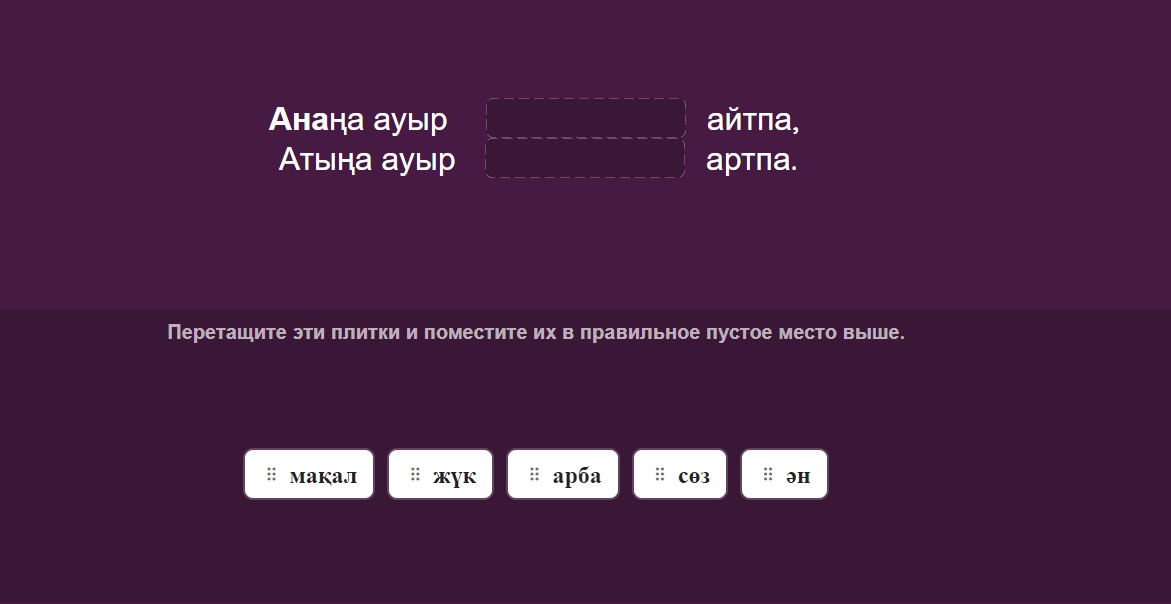 Анаңа ауыр айтпа,
Атыңа ауыр артпа.
Перетащите эти плитки и поместите их в правильное пустое место выше.
мақал жүк арба сөз ән